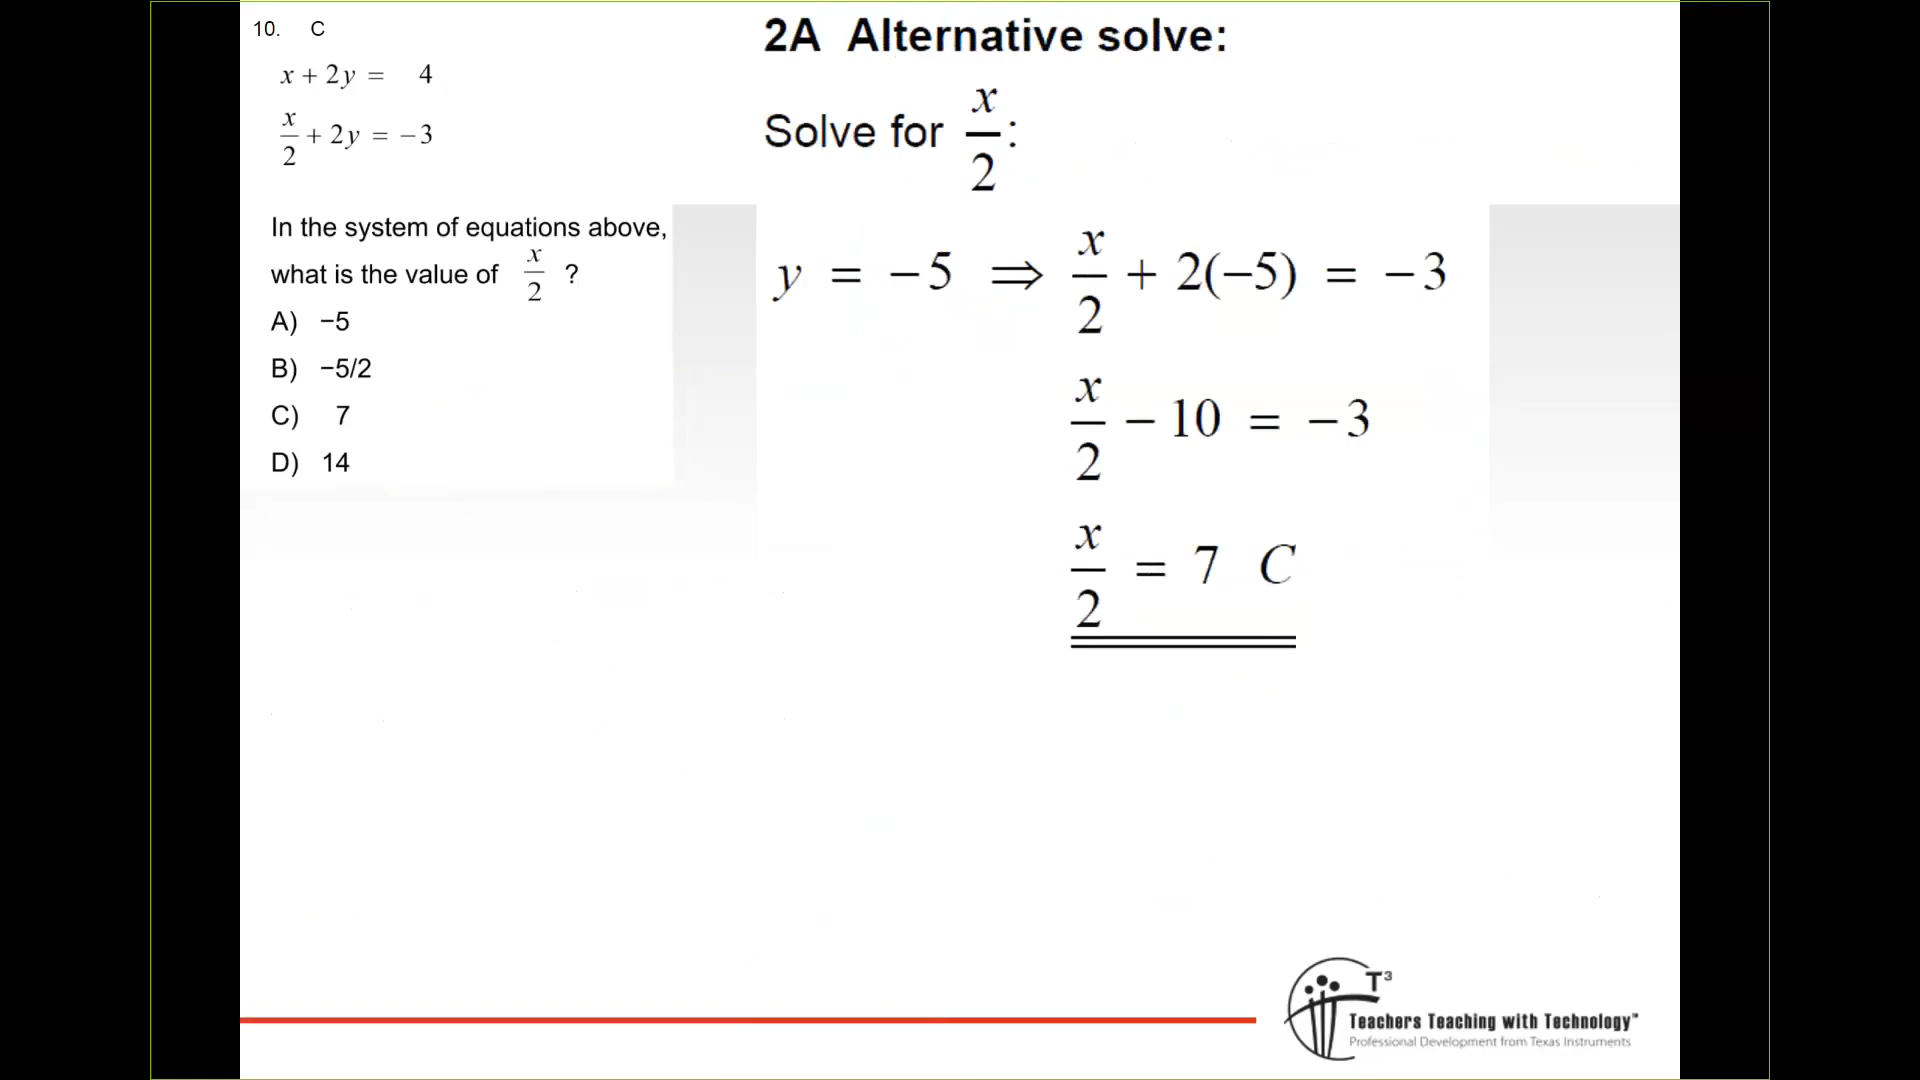 10. C
x + 2y = 4
x/2 + 2y = −3
In the system of equations above,
what is the value of x/2 ?
A) −5
B) −5/2
C) 7
D) 14
2A Alternative solve:
Solve for x/2:
y = −5 ⇒ x/2 + 2(−5) = −3
x/2 − 10 = −3
x/2 = 7 C
T³
Teachers Teaching with Technology™
Professional Development from Texas Instruments